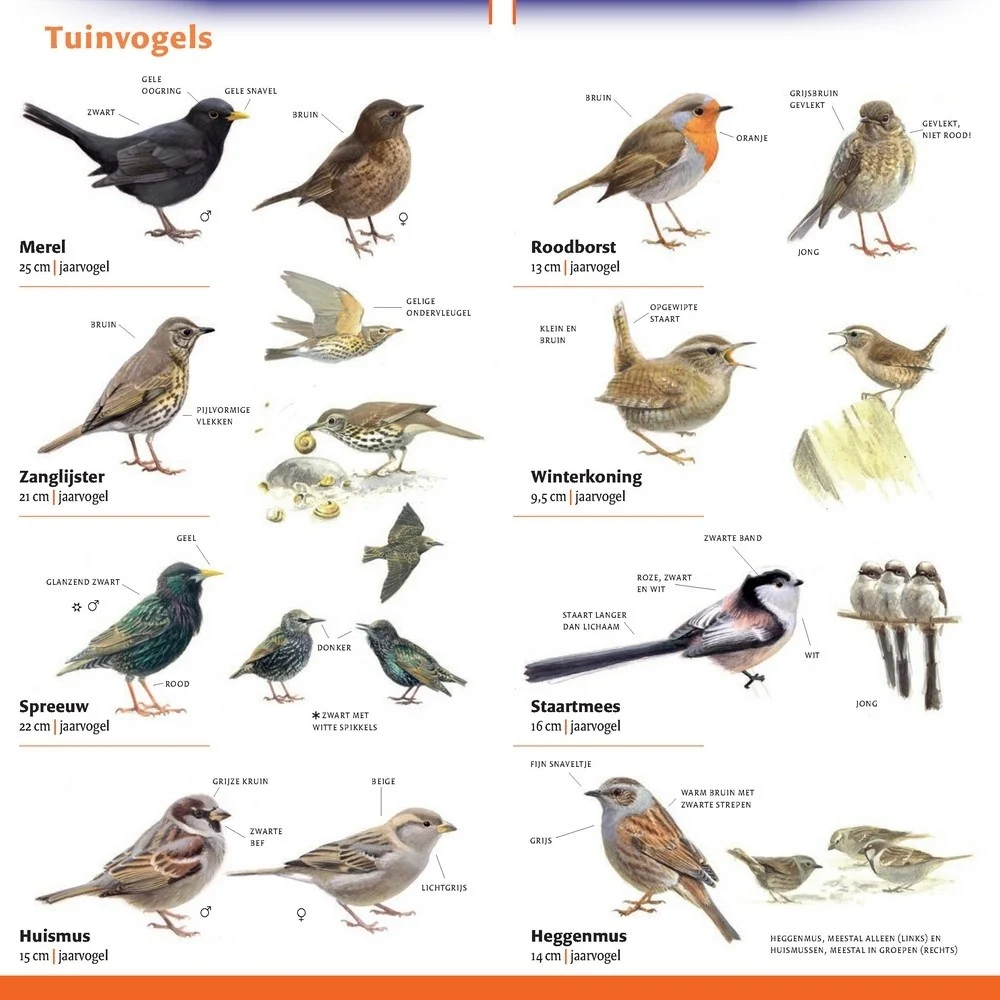 Tuinvogels
GELE
OOGRING
GELE SNAVEL
ZWART
BRUIN
♂
♀
Merel
25 cm | jaarvogel
BRUIN
ORANJE
GRIJSBRUIN
GEVLEKT
GEVLEKT,
NIET ROOD!
JONG
Roodborst
13 cm | jaarvogel
BRUIN
GELIGE
ONDERVLEUGEL
PIJLVORMIGE
VLEKKEN
Zanglijster
21 cm | jaarvogel
KLEIN EN
BRUIN
OPGEWIPTE
STAART
Winterkoning
9,5 cm | jaarvogel
GEEL
GLANZEND ZWART
☼ ♂
ROOD
DONKER
Spreeuw
22 cm | jaarvogel
* ZWART MET
WITTE SPIKKELS
ZWARTE BAND
ROZE, ZWART
EN WIT
STAART LANGER
DAN LICHAAM
WIT
JONG
Staartmees
16 cm | jaarvogel
GRIJZE KRUIN
ZWARTE
BEF
BEIGE
LICHTGRIJS
♂
♀
Huismus
15 cm | jaarvogel
FIJN SNAVELTJE
WARM BRUIN MET
ZWARTE STREPEN
GRIJS
Heggenmus
14 cm | jaarvogel
HEGGENMUS, MEESTAL ALLEEN (LINKS) EN
HUISMUSSEN, MEESTAL IN GROEPEN (RECHTS)